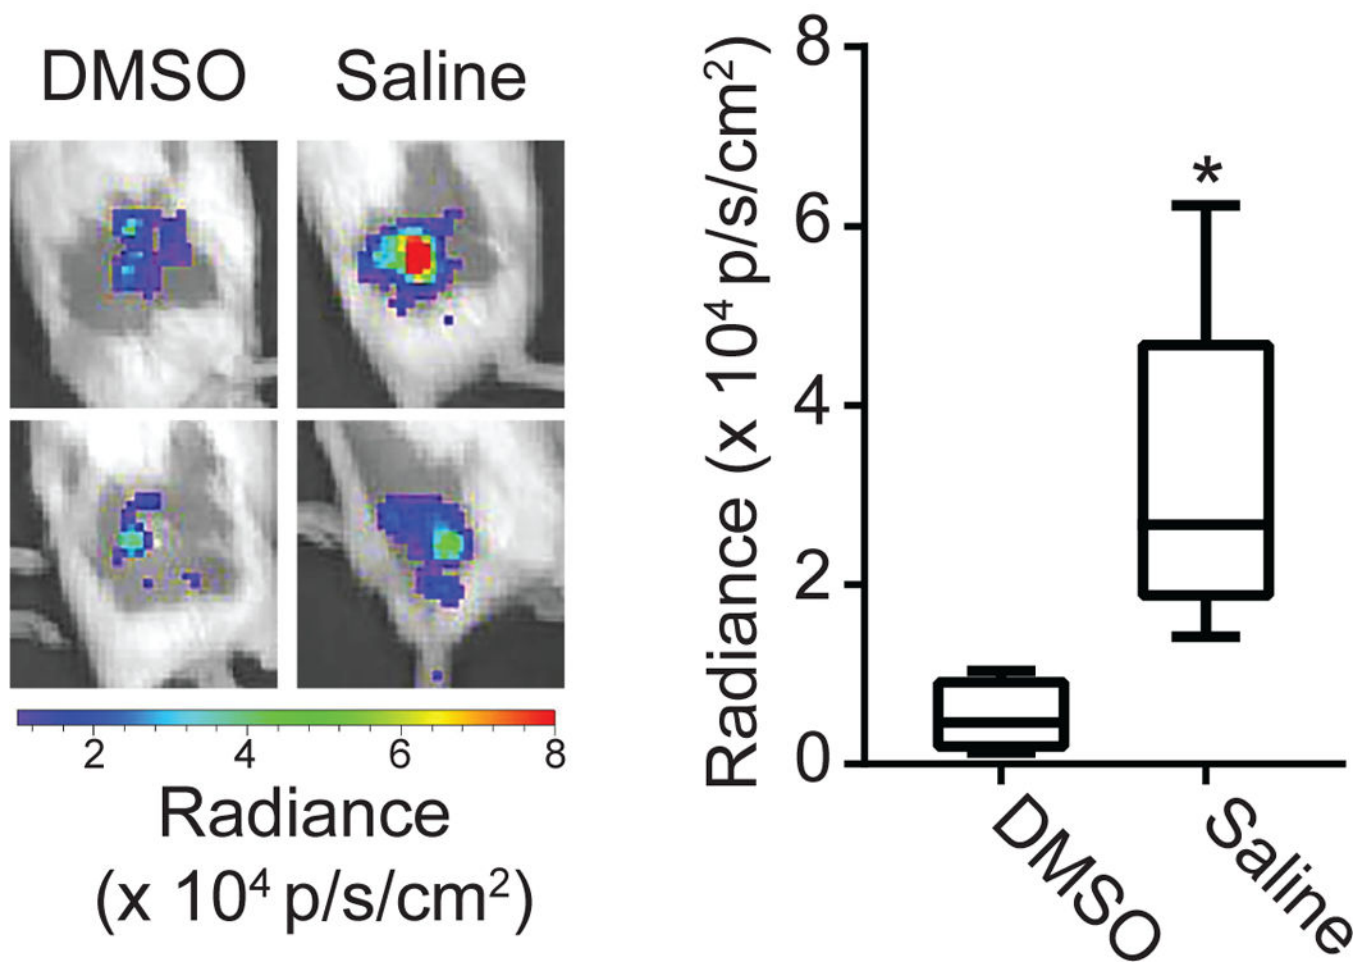 DMSO Saline
2 4 6 8
Radiance
(x 10⁴ p/s/cm²)
Radiance (x 10⁴ p/s/cm²)
8
6
4
2
0
*
DMSO
Saline